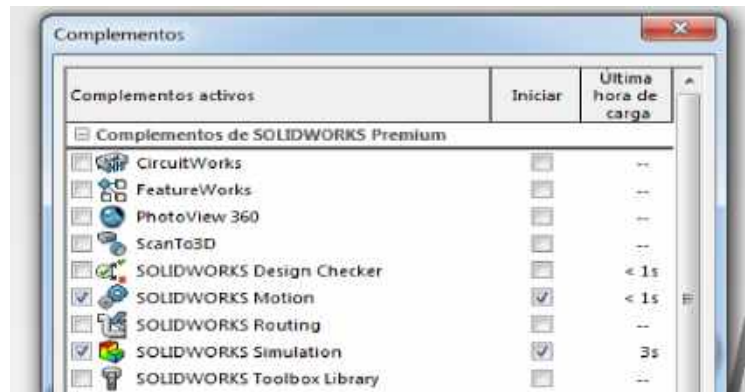 Complementos
Complementos activos Iniciar Última hora de carga
Complementos de SOLIDWORKS Premium
CircuitWorks --
FeatureWorks --
PhotoView 360 --
ScanTo3D --
SOLIDWORKS Design Checker < 1s
SOLIDWORKS Motion < 1s
SOLIDWORKS Routing --
SOLIDWORKS Simulation 3s
SOLIDWORKS Toolbox Library --